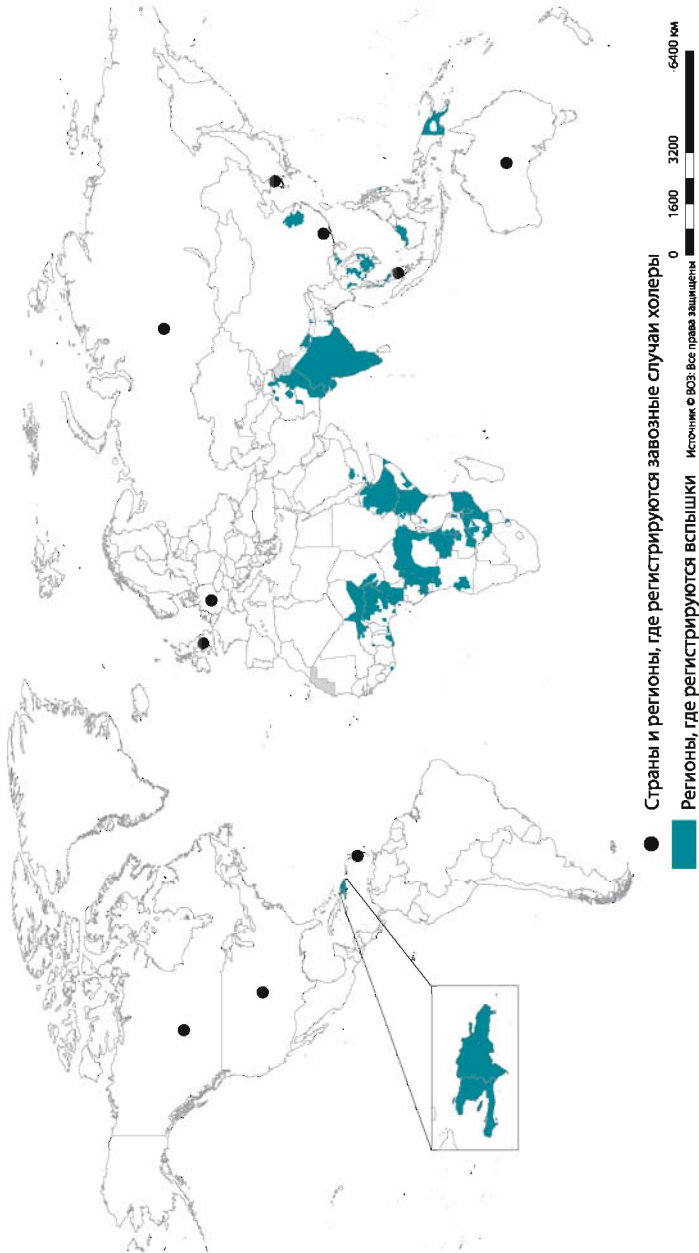 Страны и регионы, где регистрируются завозные случаи холеры
Регионы, где регистрируются вспышки
0 1600 3200 6400 км
Источник © ВОЗ: Все права защищены